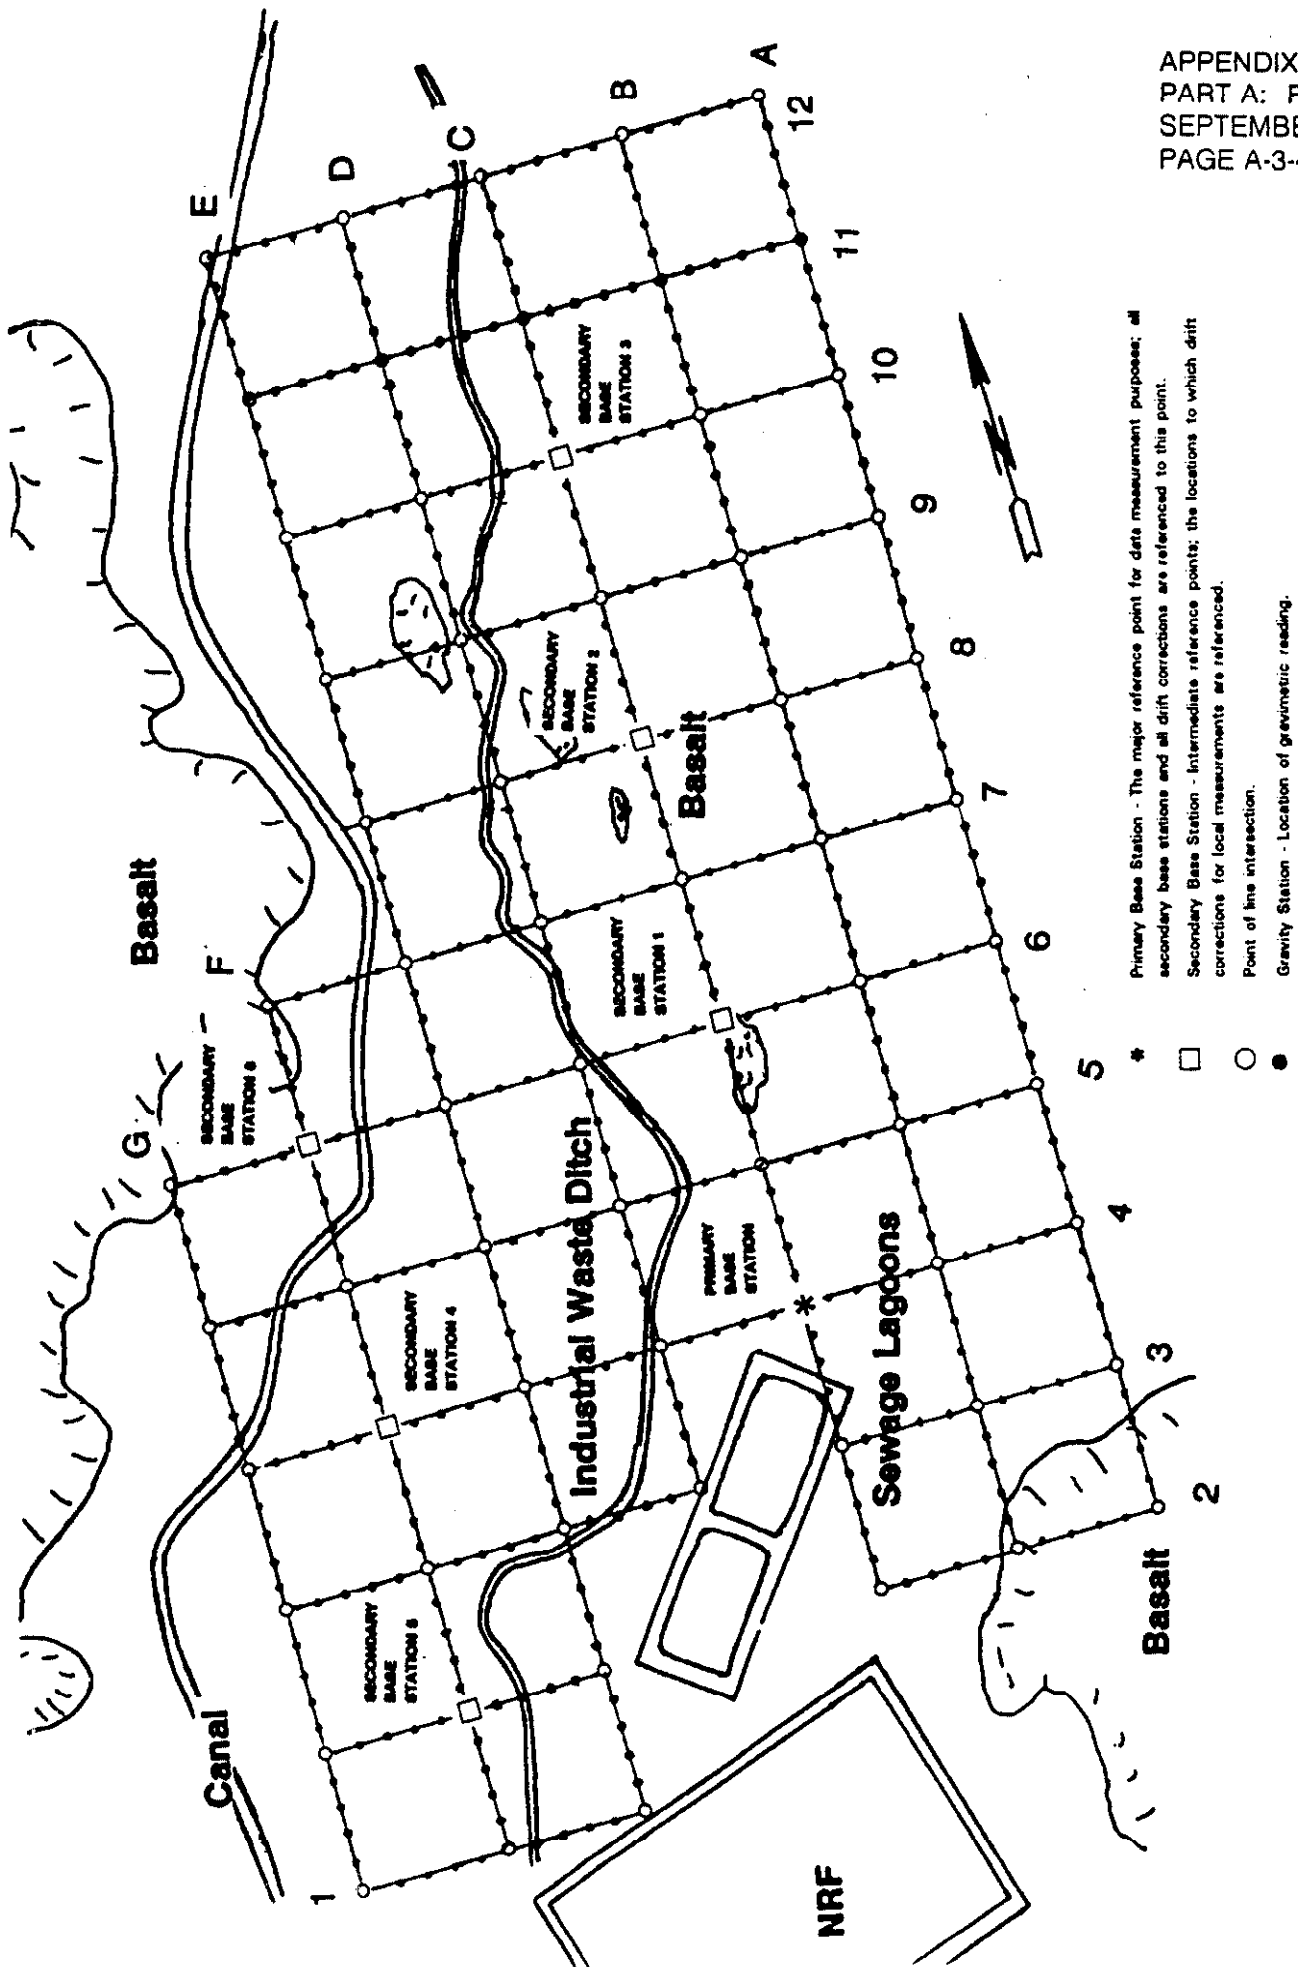 APPENDIX
PART A:
SEPTEMBE
PAGE A-3-
A
B
C
D
E
F
G
12
11
10
9
8
7
6
5
4
3
2
1
SECONDARY
BASE
STATION 3
SECONDARY
BASE
STATION 2
Basalt
Basalt
SECONDARY
BASE
STATION 1
SECONDARY
BASE
STATION 6
Industrial Waste Ditch
PRIMARY
BASE
STATION
SECONDARY
BASE
STATION 4
Sewage Lagoons
SECONDARY
BASE
STATION 5
Canal
Basalt
NRF
* Primary Base Station - The major reference point for data measurement purposes; all
secondary base stations and all drift corrections are referenced to this point.
Secondary Base Station - Intermediate reference points; the locations to which drift
corrections for local measurements are referenced.
Point of line intersection.
Gravity Station - Location of gravimetric reading.